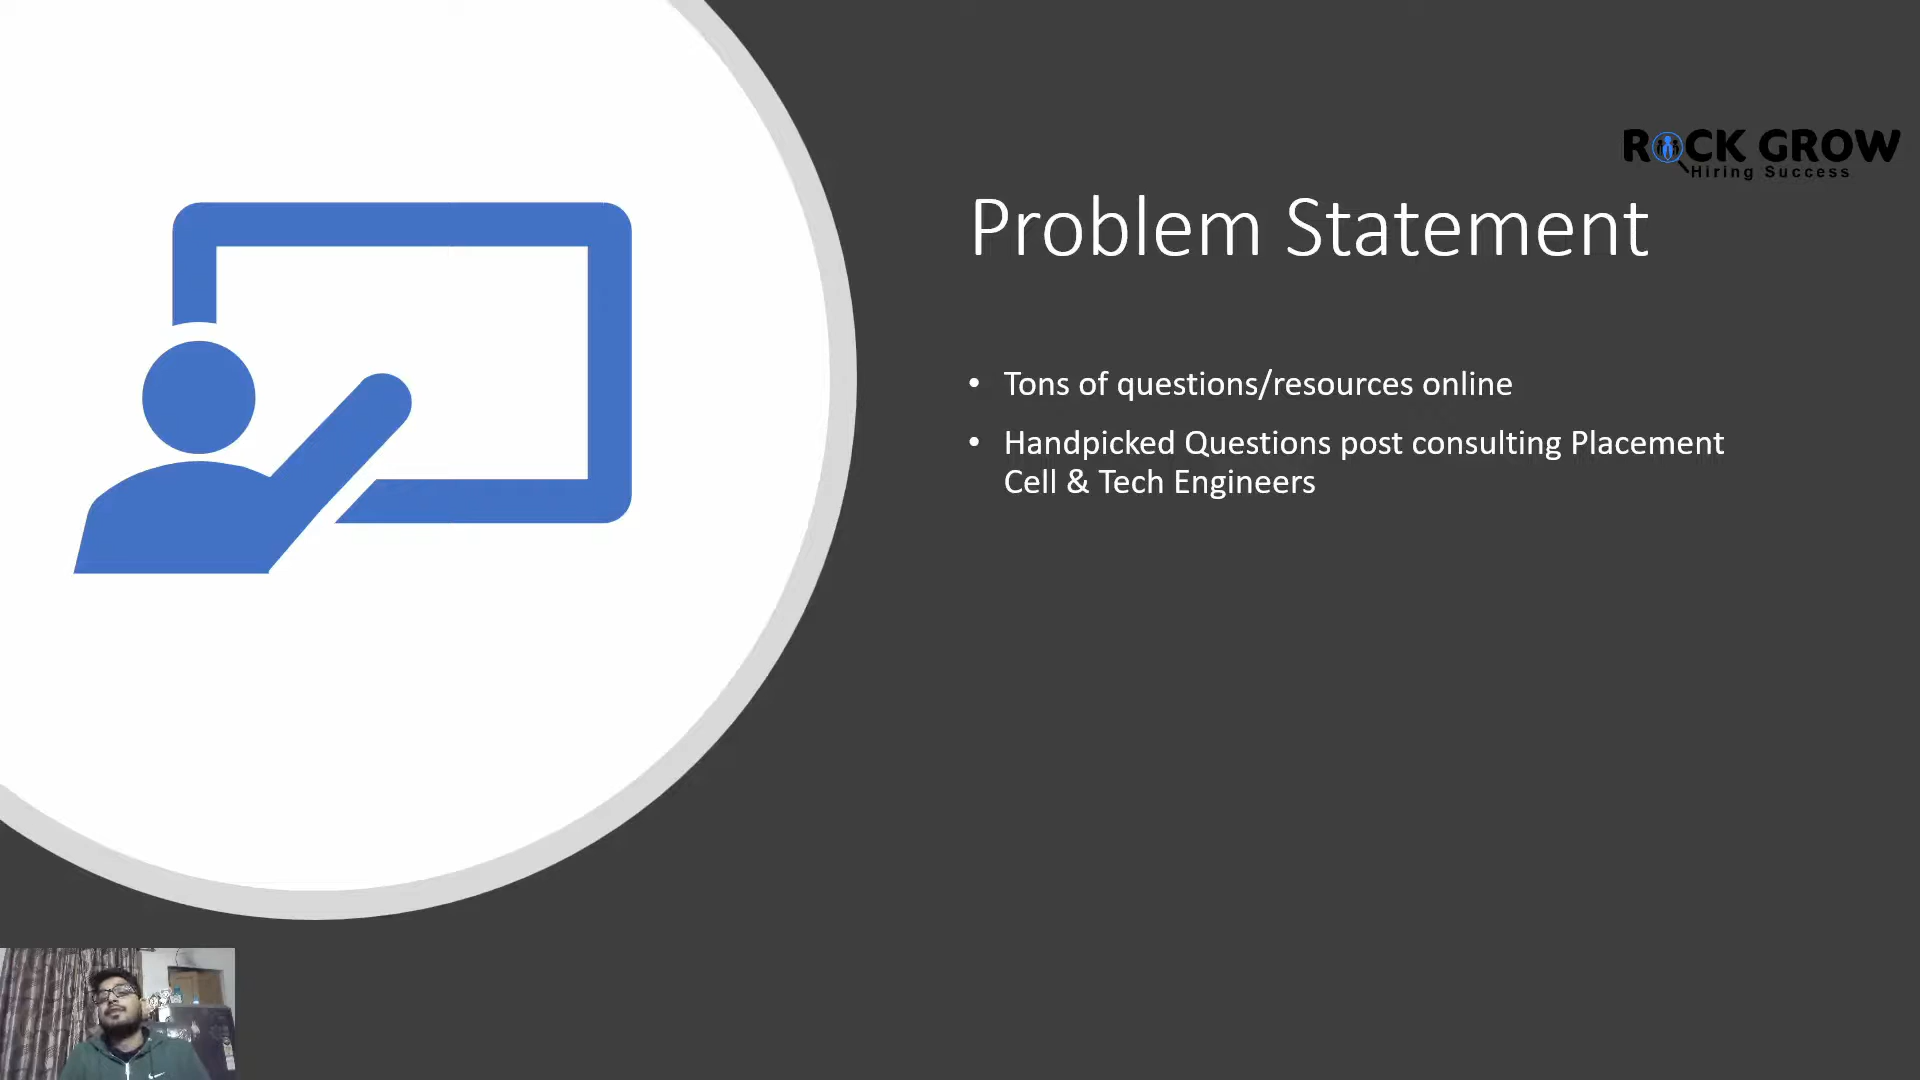 ROCK GROW
Hiring Success
Problem Statement
• Tons of questions/resources online
• Handpicked Questions post consulting Placement
Cell & Tech Engineers